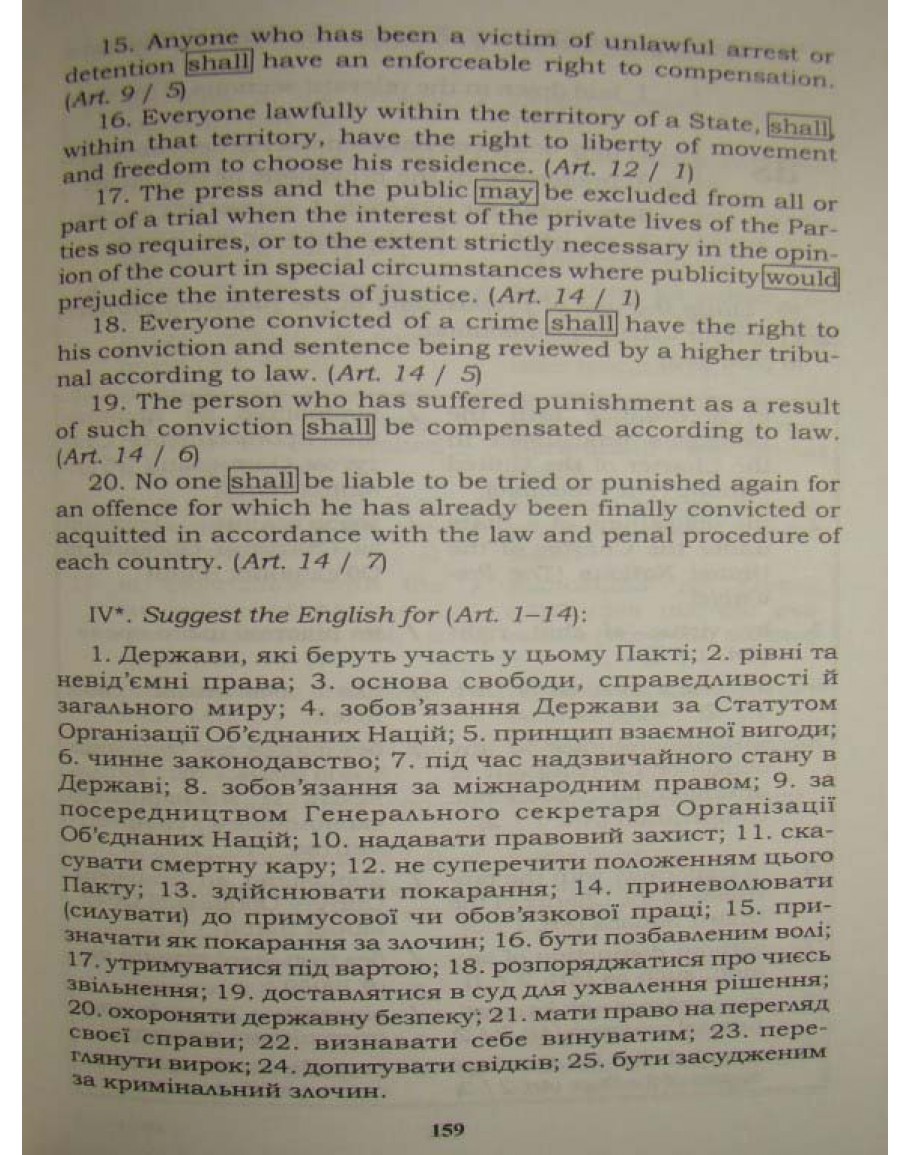 15. Anyone who has been a victim of unlawful arrest or
detention shall have an enforceable right to compensation.
(Art. 9 / 5)
16. Everyone lawfully within the territory of a State, shall,
within that territory, have the right to liberty of movement
and freedom to choose his residence. (Art. 12 / 1)
17. The press and the public may be excluded from all or
part of a trial when the interest of the private lives of the Par-
ties so requires, or to the extent strictly necessary in the opin-
ion of the court in special circumstances where publicity would
prejudice the interests of justice. (Art. 14 / 1)
18. Everyone convicted of a crime shall have the right to
his conviction and sentence being reviewed by a higher tribu-
nal according to law. (Art. 14 / 5)
19. The person who has suffered punishment as a result
of such conviction shall be compensated according to law.
(Art. 14 / 6)
20. No one shall be liable to be tried or punished again for
an offence for which he has already been finally convicted or
acquitted in accordance with the law and penal procedure of
each country. (Art. 14 / 7)
IV*. Suggest the English for (Art. 1–14):
1. Держави, які беруть участь у цьому Пакті; 2. рівні та
невід’ємні права; 3. основа свободи, справедливості й
загального миру; 4. зобов’язання Держави за Статутом
Організації Об’єднаних Націй; 5. принцип взаємної вигоди;
6. чинне законодавство; 7. під час надзвичайного стану в
Державі; 8. зобов’язання за міжнародним правом; 9. за
посередництвом Генерального секретаря Організації
Об’єднаних Націй; 10. надавати правовий захист; 11. ска-
сувати смертну кару; 12. не суперечити положенням цього
Пакту; 13. здійснювати покарання; 14. приневолювати
(силувати) до примусової чи обов’язкової праці; 15. при-
значати як покарання за злочин; 16. бути позбавленим волі;
17. утримуватися під вартою; 18. розпоряджатися про чиєсь
звільнення; 19. доставлятися в суд для ухвалення рішення;
20. охороняти державну безпеку; 21. мати право на перегляд
своєї справи; 22. визнавати себе винуватим; 23. пере-
глянути вирок; 24. допитувати свідків; 25. бути засудженим
за кримінальний злочин.
159